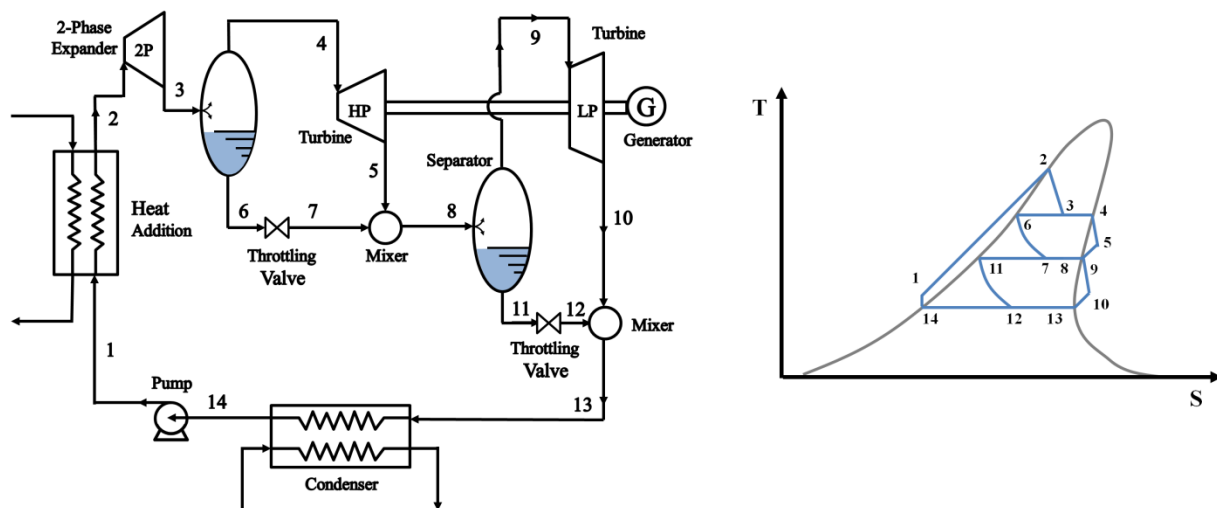 2-Phase
Expander
2P
3
2
4
HP
Turbine
5
9
Turbine
LP
G
Generator
Separator
Heat
Addition
6
7
Throttling
Valve
Mixer
8
10
11
12
Throttling
Valve
Mixer
1
Pump
14
13
Condenser
T
2
3
4
6
5
11
7
8
9
1
10
14
12
13
S